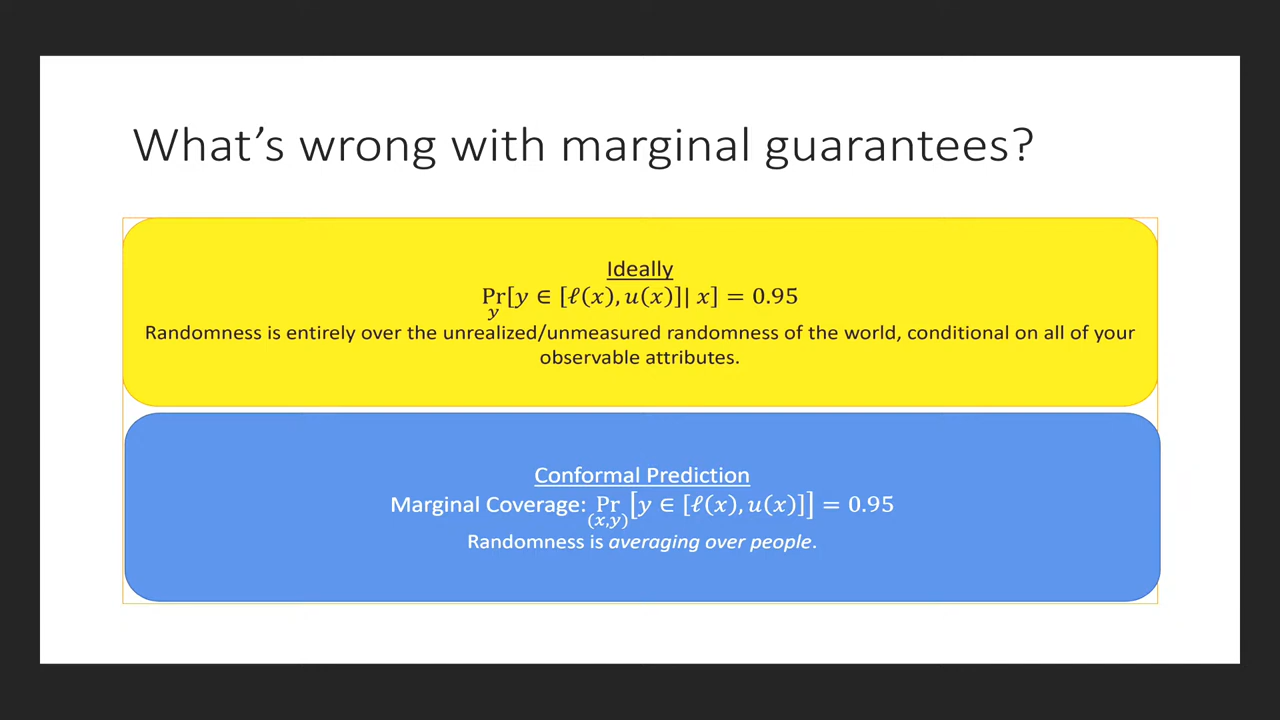 What's wrong with marginal guarantees?
Ideally
Pr[y ∈ [ℓ(x), u(x)]| x] = 0.95
y
Randomness is entirely over the unrealized/unmeasured randomness of the world, conditional on all of your
observable attributes.
Conformal Prediction
Marginal Coverage: Pr[y ∈ [ℓ(x), u(x)]] = 0.95
(x,y)
Randomness is averaging over people.